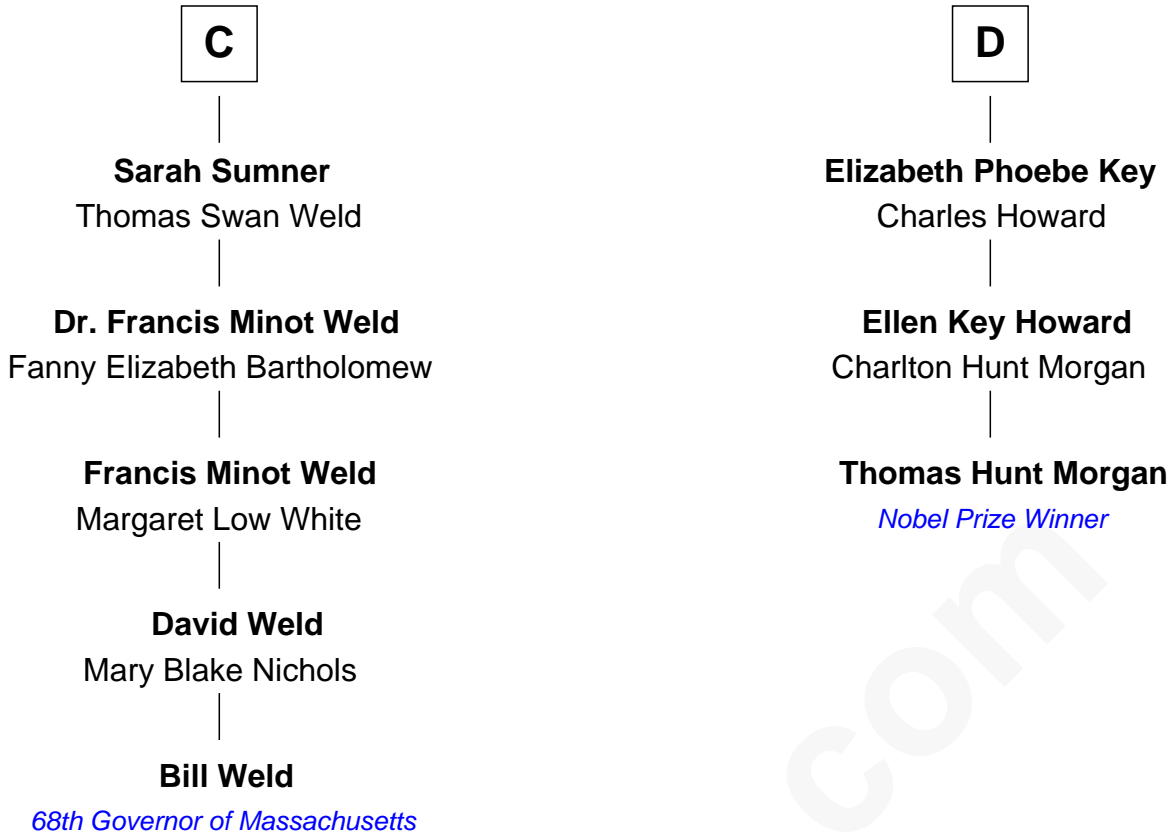 C
Sarah Sumner
Thomas Swan Weld
Dr. Francis Minot Weld
Fanny Elizabeth Bartholomew
Francis Minot Weld
Margaret Low White
David Weld
Mary Blake Nichols
Bill Weld
68th Governor of Massachusetts
D
Elizabeth Phoebe Key
Charles Howard
Ellen Key Howard
Charlton Hunt Morgan
Thomas Hunt Morgan
Nobel Prize Winner
com